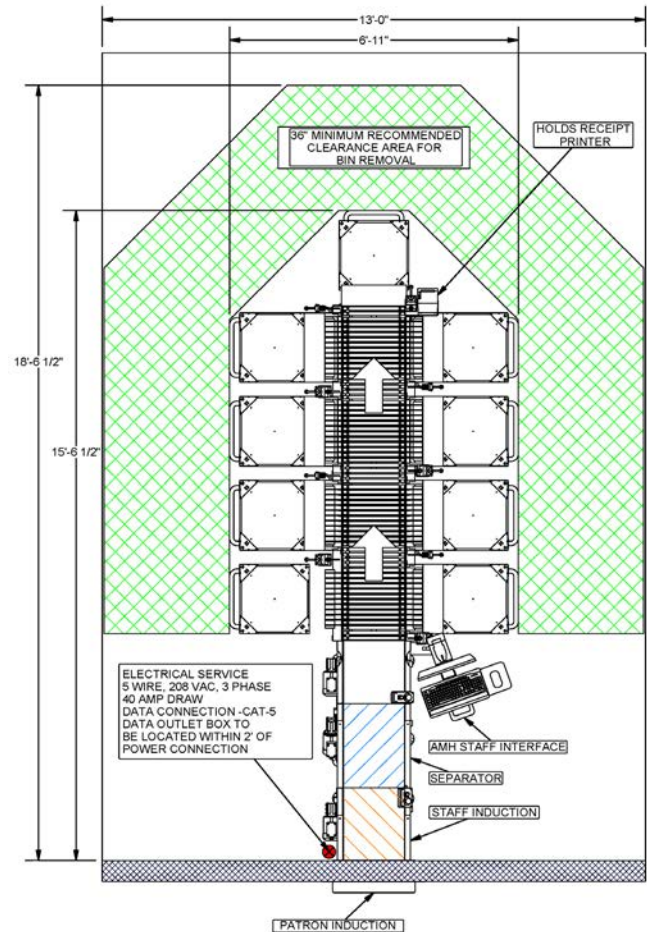 13'-0"
6'-11"
36" MINIMUM RECOMMENDED
CLEARANCE AREA FOR
BIN REMOVAL
HOLDS RECEIPT
PRINTER
18'-6 1/2"
15'-6 1/2"
ELECTRICAL SERVICE
5 WIRE, 208 VAC, 3 PHASE
40 AMP DRAW
DATA CONNECTION -CAT-5
DATA OUTLET BOX TO
BE LOCATED WITHIN 2' OF
POWER CONNECTION
AMH STAFF INTERFACE
SEPARATOR
STAFF INDUCTION
PATRON INDUCTION